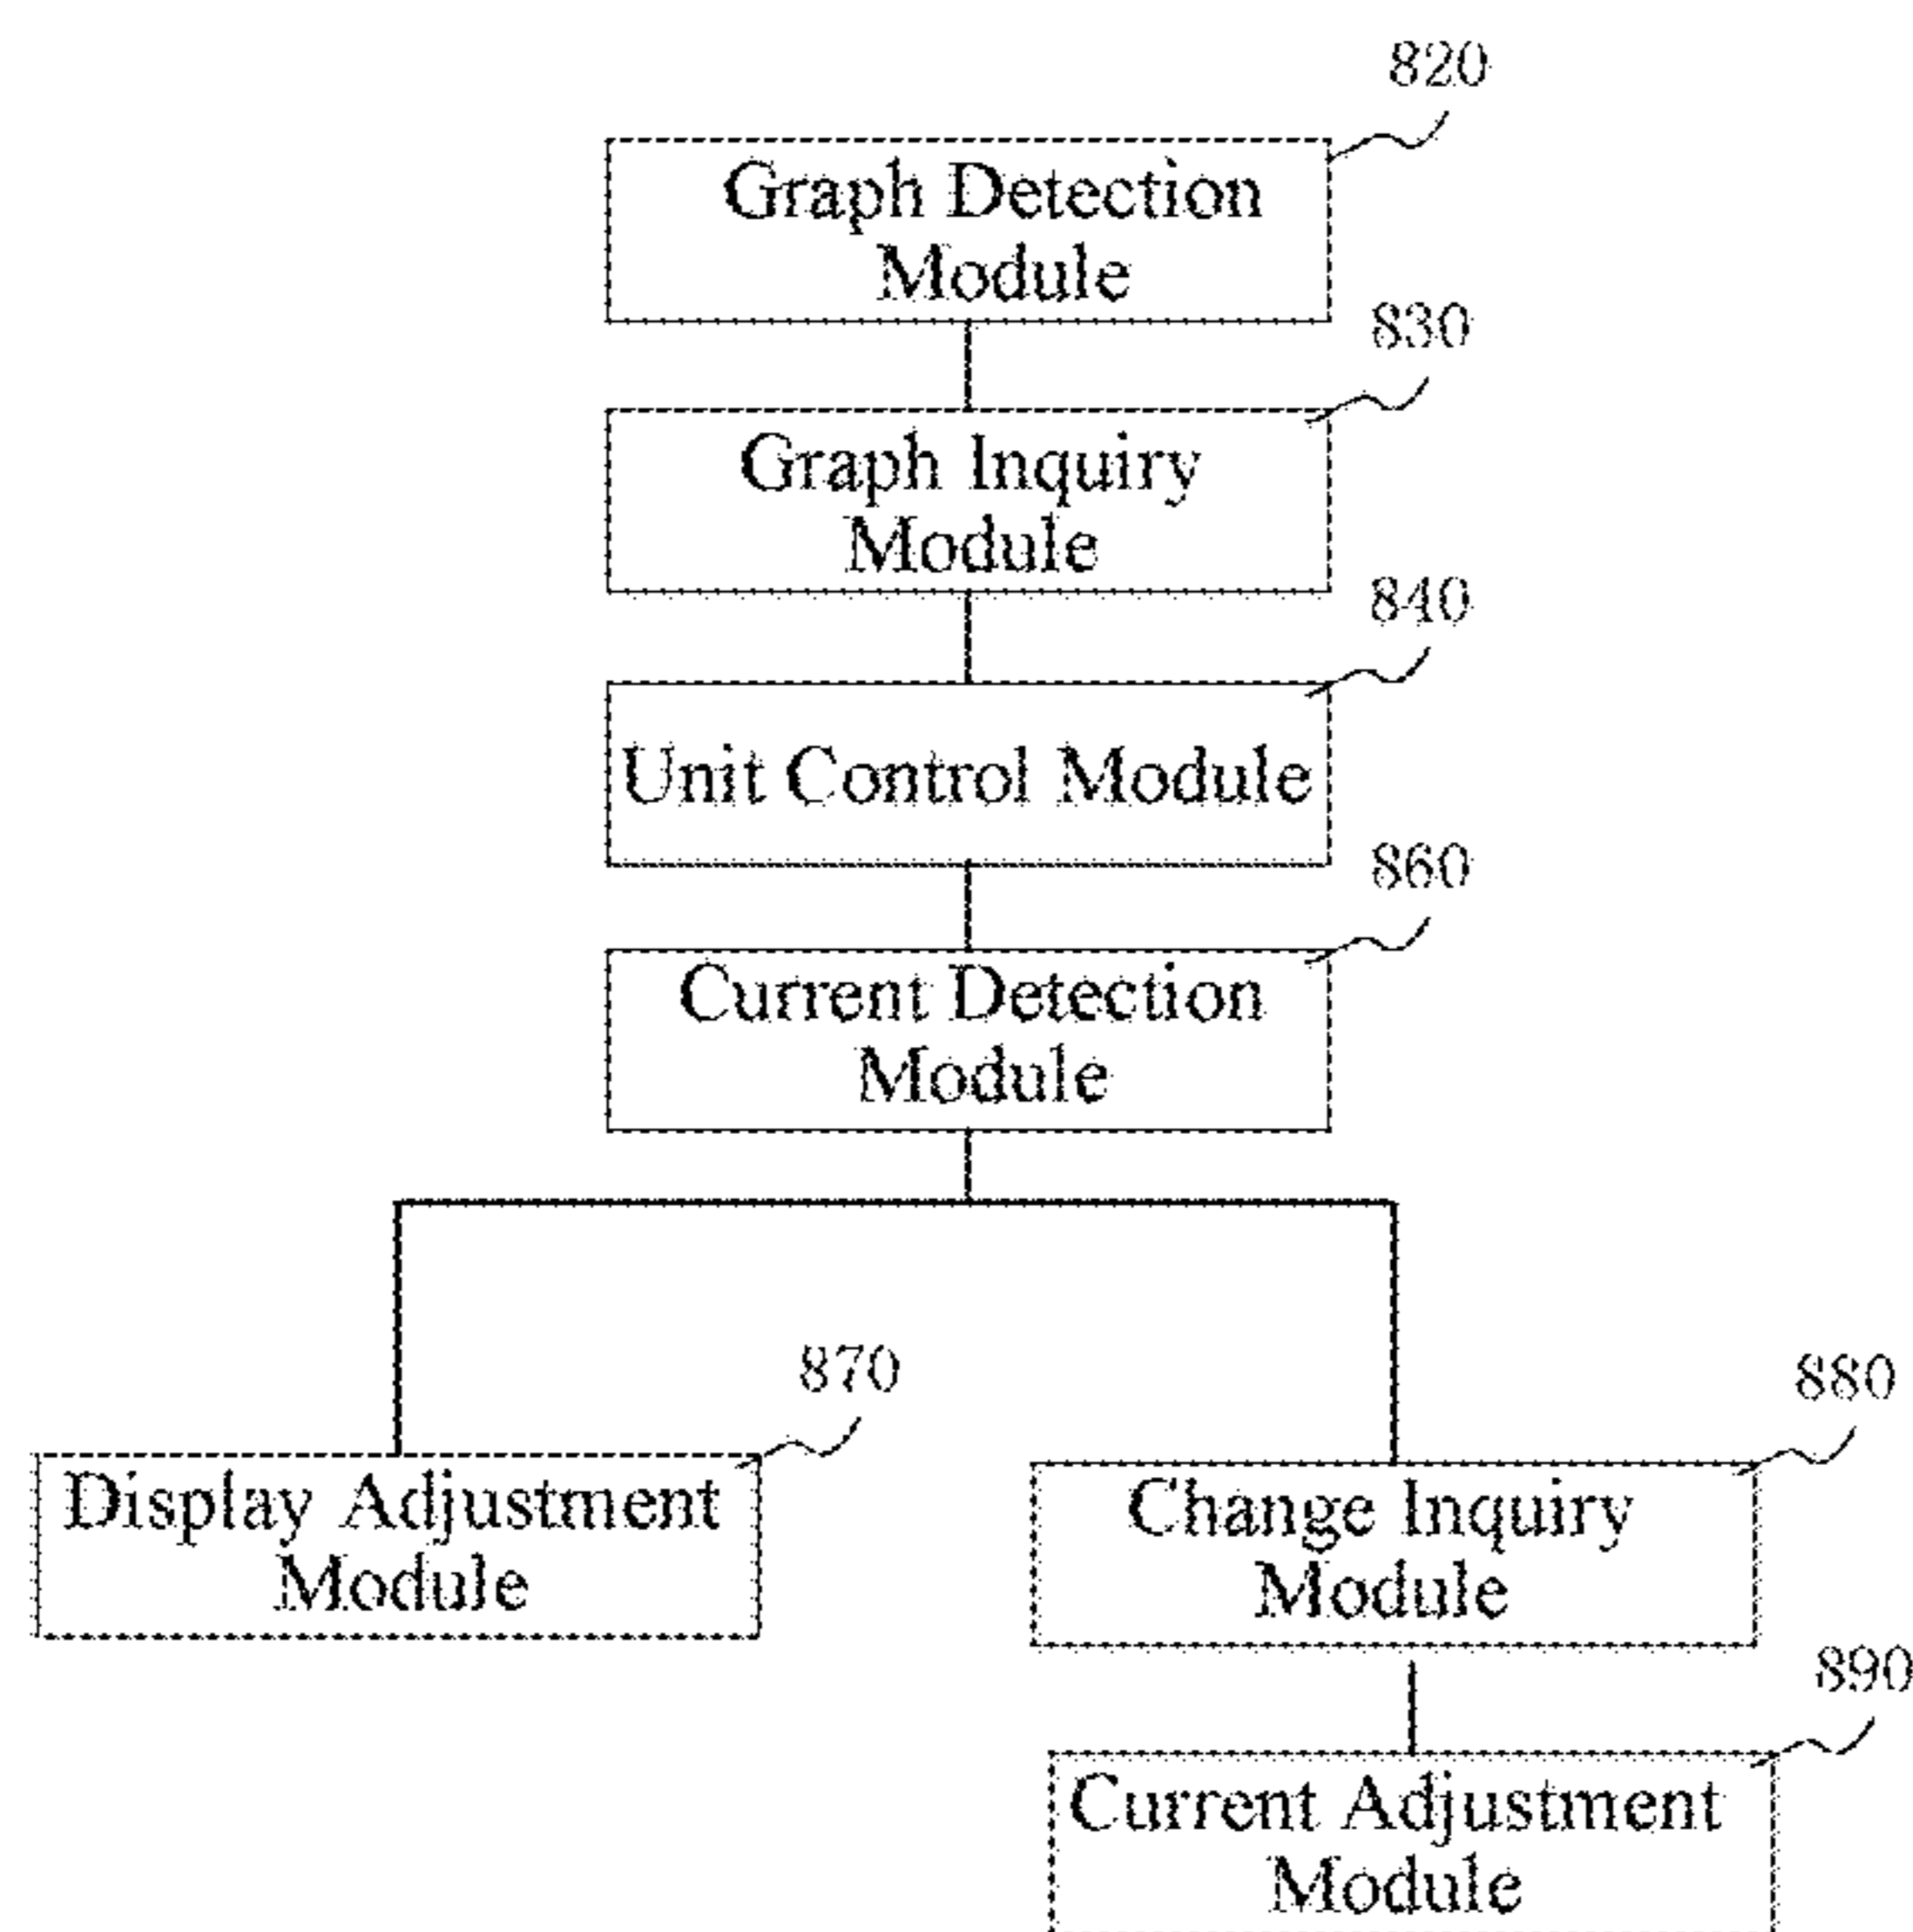 820
Graph Detection
Module
830
Graph Inquiry
Module
840
Unit Control Module
860
Current Detection
Module
870
Display Adjustment
Module
880
Change Inquiry
Module
890
Current Adjustment
Module